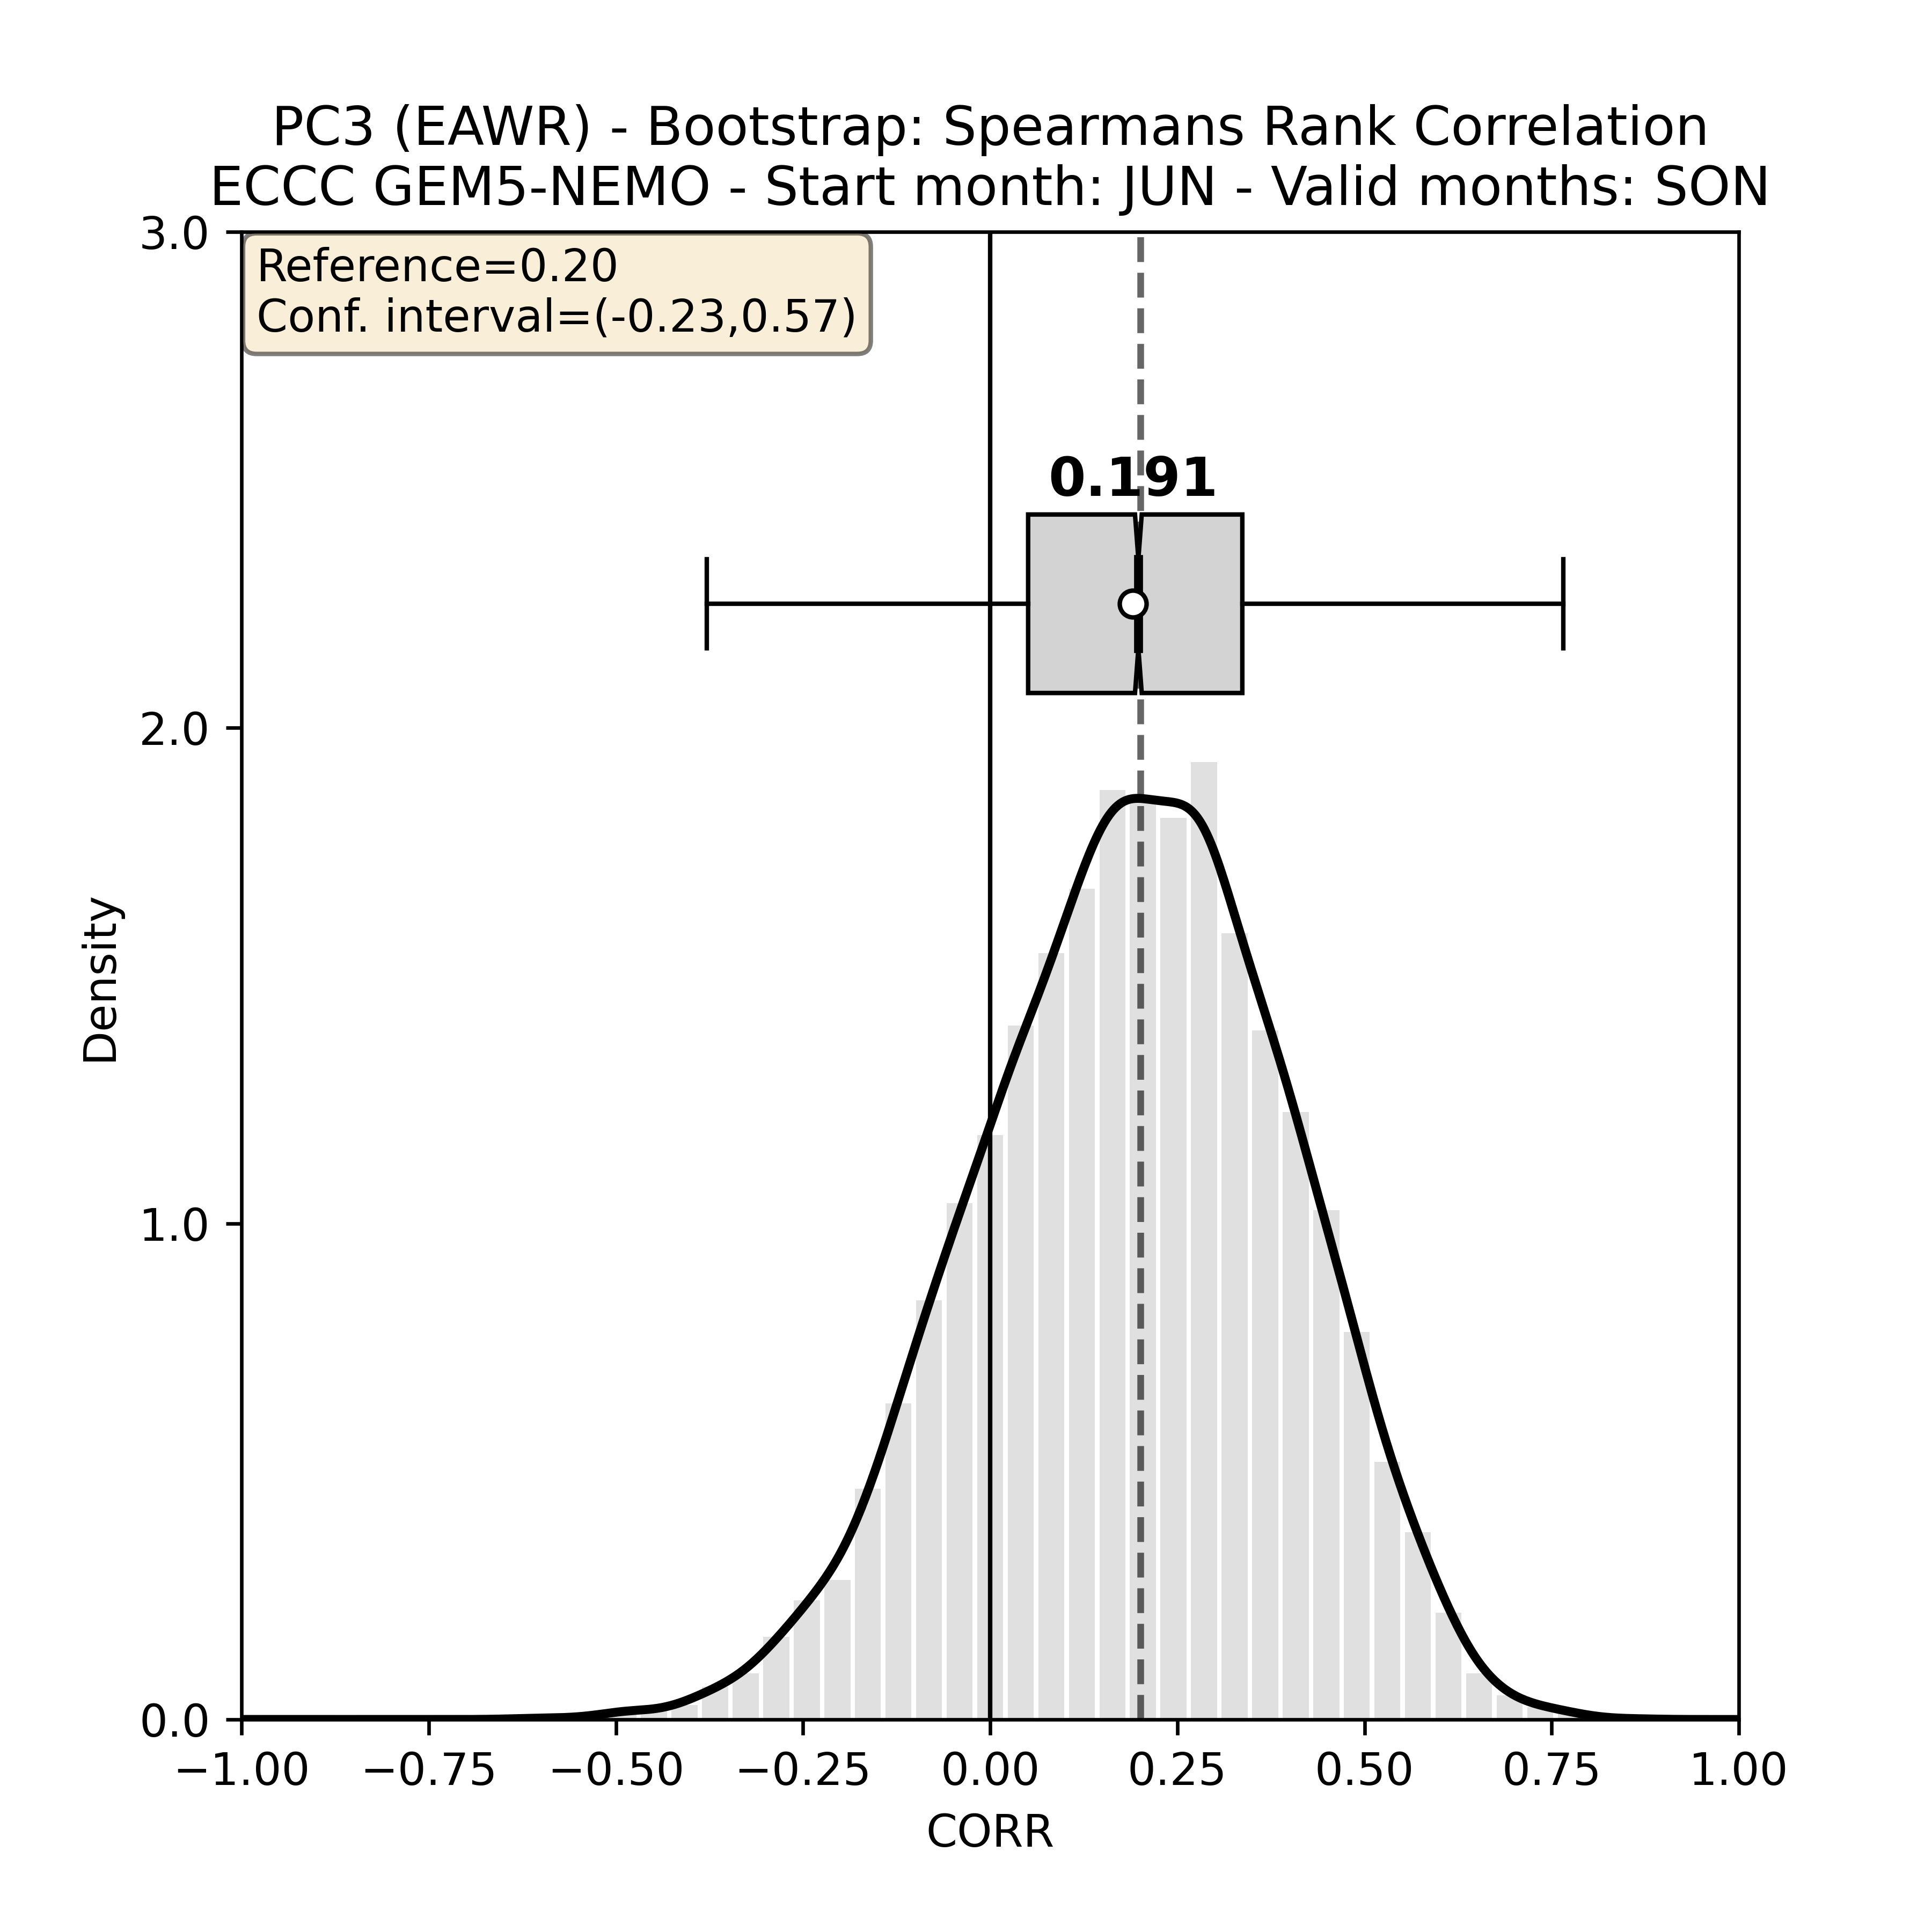 PC3 (EAWR) - Bootstrap: Spearmans Rank Correlation
ECCC GEM5-NEMO - Start month: JUN - Valid months: SON
Reference=0.20
Conf. interval=(-0.23,0.57)
0.191
3.0
2.0
1.0
0.0
Density
−1.00 −0.75 −0.50 −0.25 0.00 0.25 0.50 0.75 1.00
CORR